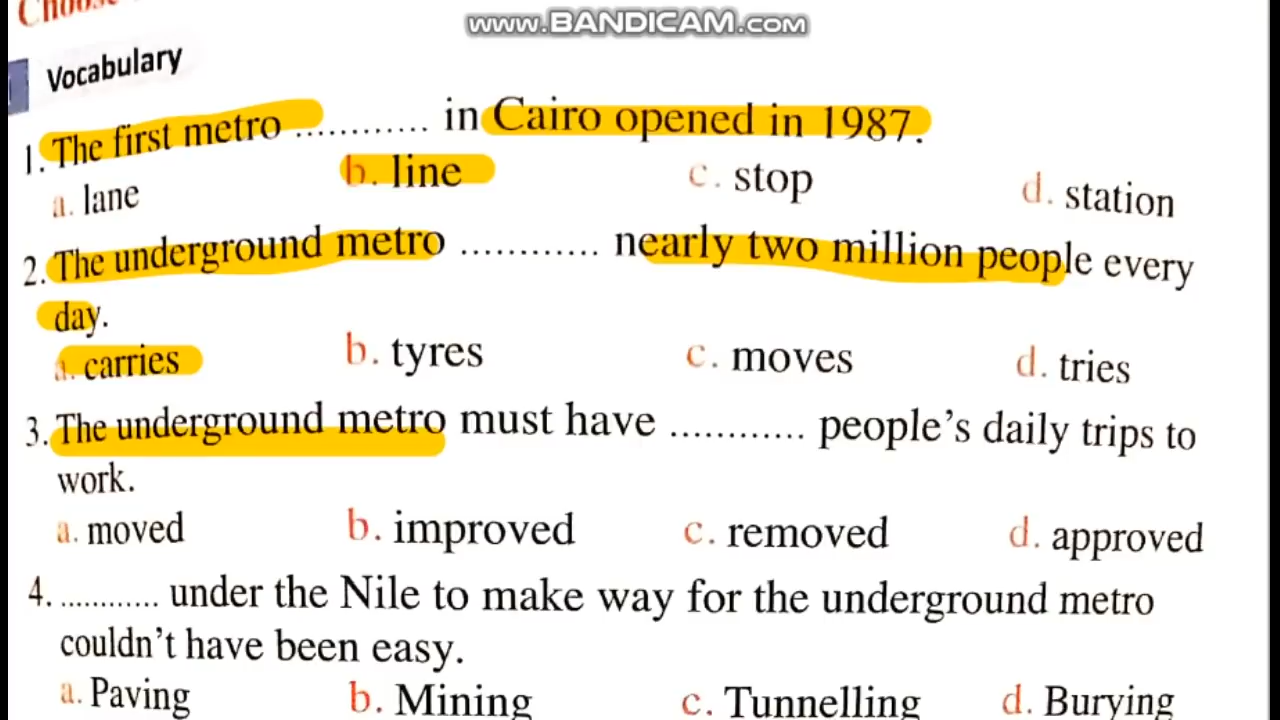 Choose
www.BANDICAM.com
Vocabulary
1. The first metro ............ in Cairo opened in 1987.
a. lane b. line c. stop d. station
2. The underground metro ............ nearly two million people every
day.
a. carries b. tyres c. moves d. tries
3. The underground metro must have ............ people's daily trips to
work.
a. moved b. improved c. removed d. approved
4. ............ under the Nile to make way for the underground metro
couldn't have been easy.
a. Paving b. Mining c. Tunnelling d. Burying